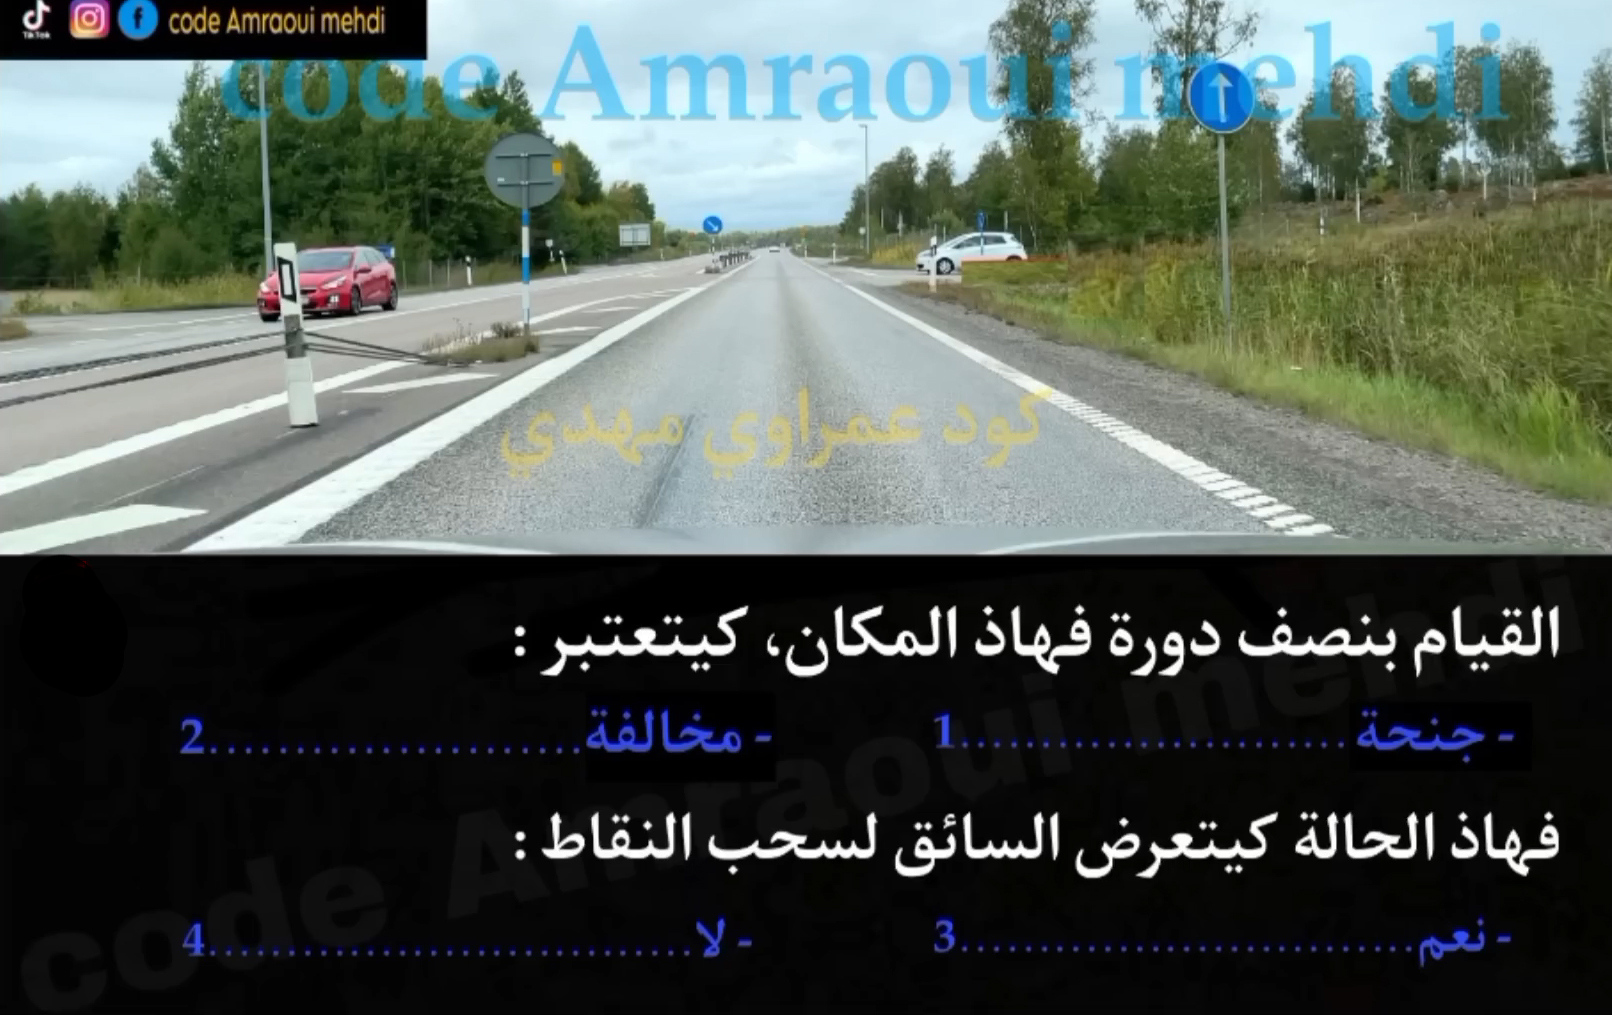 TikTok
code Amraoui mehdi
code Amraoui mehdi
كود عمراوي مهدي
القيام بنصف دورة فهاذ المكان، كيتعتبر :
- جنحة.......................1 - مخالفة......................2
فهاذ الحالة كيتعرض السائق لسحب النقاط :
- نعم...........................3 - لا.............................4
code Amraoui mehdi